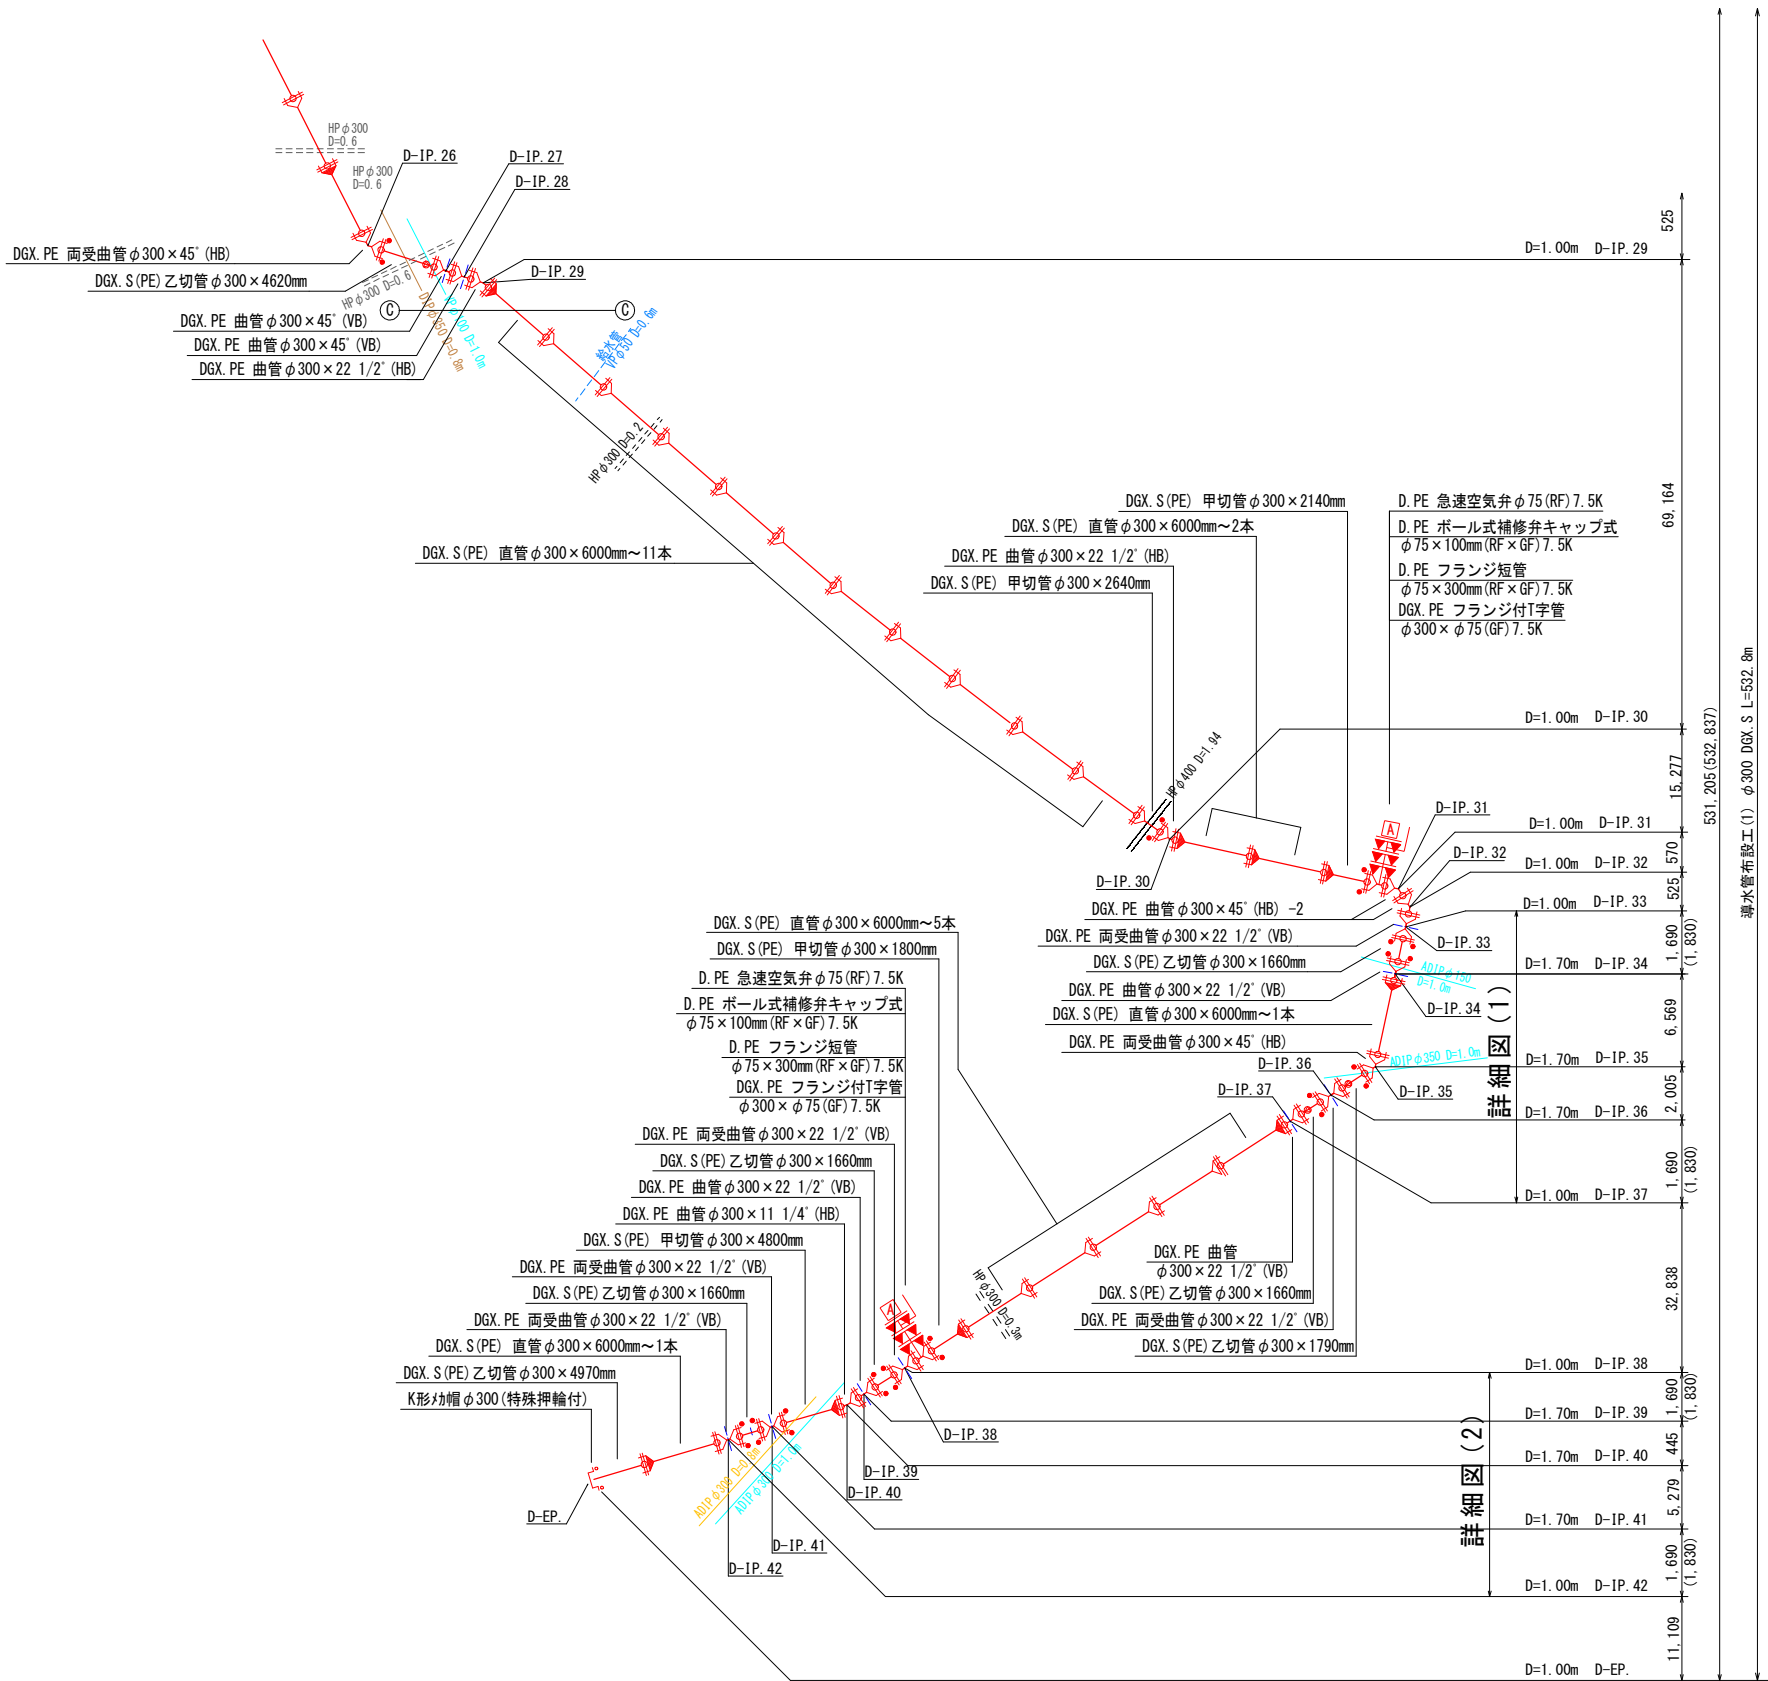 HPφ300
D=0.6
HPφ300
D=0.6
D-IP.26
D-IP.27
D-IP.28
DGX.PE 両受曲管φ300×45ﾟ(HB)
DGX.S(PE)乙切管φ300×4620mm
HPφ300 D=0.6
DIPφ350 D=0.8m
D-IP.29
C
C
DGX.PE 曲管φ300×45ﾟ(VB)
DGX.PE 曲管φ300×45ﾟ(VB)
DGX.PE 曲管φ300×22 1/2ﾟ(HB)
給水管
VPφ50 D=0.6m
HPφ300 D=0.2
DGX.S(PE) 直管φ300×6000mm～11本
DGX.S(PE) 甲切管φ300×2140mm
DGX.S(PE) 直管φ300×6000mm～2本
DGX.PE 曲管φ300×22 1/2ﾟ(HB)
DGX.S(PE) 甲切管φ300×2640mm
D.PE 急速空気弁φ75(RF)7.5K
D.PE ボール式補修弁キャップ式
φ75×100mm(RF×GF)7.5K
D.PE フランジ短管
φ75×300mm(RF×GF)7.5K
DGX.PE フランジ付T字管
φ300×φ75(GF)7.5K
HPφ400 D=1.94
D-IP.30
A
D-IP.31
D-IP.32
DGX.PE 曲管φ300×45ﾟ(HB) -2
DGX.PE 両受曲管φ300×22 1/2ﾟ(VB)
D-IP.33
DGX.S(PE)乙切管φ300×1660mm
ADIPφ150
D=1.0m
DGX.PE 曲管φ300×22 1/2ﾟ(VB)
D-IP.34
DGX.S(PE) 直管φ300×6000mm～1本
DGX.PE 両受曲管φ300×45ﾟ(HB)
ADIPφ350 D=1.0m
D-IP.35
D-IP.36
D-IP.37
DGX.S(PE) 直管φ300×6000mm～5本
DGX.S(PE) 甲切管φ300×1800mm
D.PE 急速空気弁φ75(RF)7.5K
D.PE ボール式補修弁キャップ式
φ75×100mm(RF×GF)7.5K
D.PE フランジ短管
φ75×300mm(RF×GF)7.5K
DGX.PE フランジ付T字管
φ300×φ75(GF)7.5K
DGX.PE 両受曲管φ300×22 1/2ﾟ(VB)
DGX.S(PE)乙切管φ300×1660mm
DGX.PE 曲管φ300×22 1/2ﾟ(VB)
DGX.PE 曲管φ300×11 1/4ﾟ(HB)
DGX.S(PE) 甲切管φ300×4800mm
DGX.PE 両受曲管φ300×22 1/2ﾟ(VB)
DGX.S(PE)乙切管φ300×1660mm
DGX.PE 両受曲管φ300×22 1/2ﾟ(VB)
DGX.S(PE) 直管φ300×6000mm～1本
DGX.S(PE)乙切管φ300×4970mm
K形ﾒｶ帽φ300(特殊押輪付)
DGX.PE 曲管
φ300×22 1/2ﾟ(VB)
DGX.S(PE)乙切管φ300×1660mm
DGX.PE 両受曲管φ300×22 1/2ﾟ(VB)
DGX.S(PE)乙切管φ300×1790mm
HPφ300 D=0.3m
A
D-IP.38
D-IP.39
D-IP.40
D-IP.41
D-IP.42
D-EP.
D=1.00m D-IP.29
D=1.00m D-IP.30
D=1.00m D-IP.31
D=1.00m D-IP.32
D=1.00m D-IP.33
D=1.70m D-IP.34
D=1.70m D-IP.35
D=1.70m D-IP.36
D=1.00m D-IP.37
D=1.00m D-IP.38
D=1.70m D-IP.39
D=1.70m D-IP.40
D=1.70m D-IP.41
D=1.00m D-IP.42
D=1.00m D-EP.
詳細図(1)
詳細図(2)
525
69,164
15,277
570
525
1,690
(1,830)
6,569
2,005
1,690
(1,830)
32,838
1,690
(1,830)
445
5,279
1,690
(1,830)
11,109
531,205(532,837)
導水管布設工(1) φ300 DGX.S L=532.8m